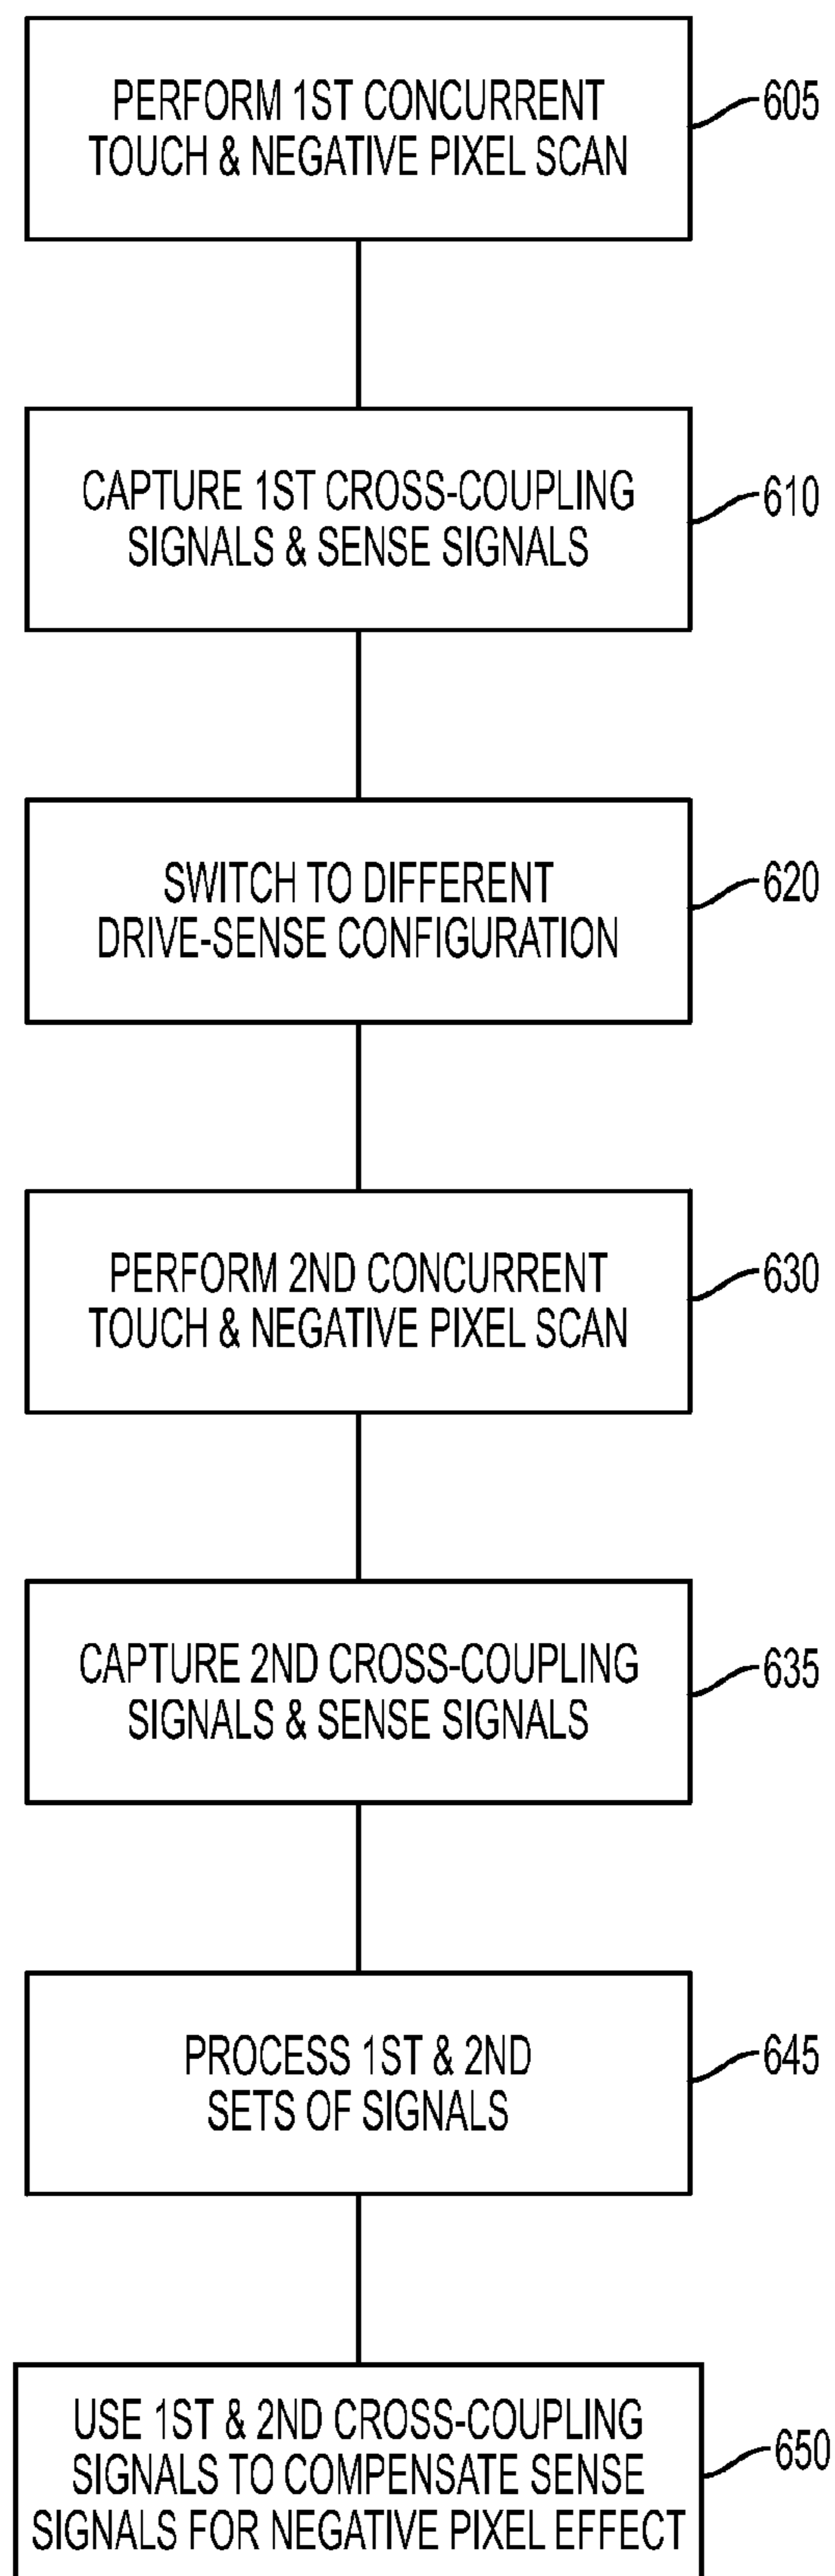 PERFORM 1ST CONCURRENT
TOUCH & NEGATIVE PIXEL SCAN
605
CAPTURE 1ST CROSS-COUPLING
SIGNALS & SENSE SIGNALS
610
SWITCH TO DIFFERENT
DRIVE-SENSE CONFIGURATION
620
PERFORM 2ND CONCURRENT
TOUCH & NEGATIVE PIXEL SCAN
630
CAPTURE 2ND CROSS-COUPLING
SIGNALS & SENSE SIGNALS
635
PROCESS 1ST & 2ND
SETS OF SIGNALS
645
USE 1ST & 2ND CROSS-COUPLING
SIGNALS TO COMPENSATE SENSE
SIGNALS FOR NEGATIVE PIXEL EFFECT
650